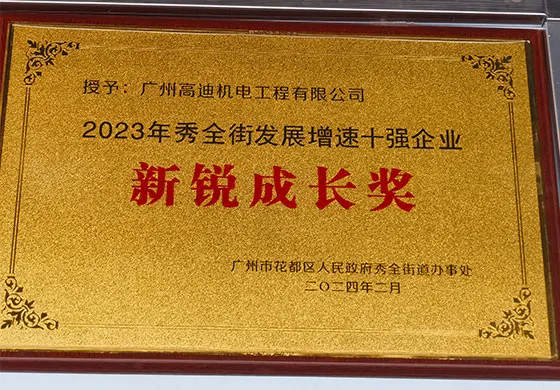 授予：广州高迪机电工程有限公司
2023年秀全街发展增速十强企业
新锐成长奖
广州市花都区人民政府秀全街道办事处
二〇二四年二月